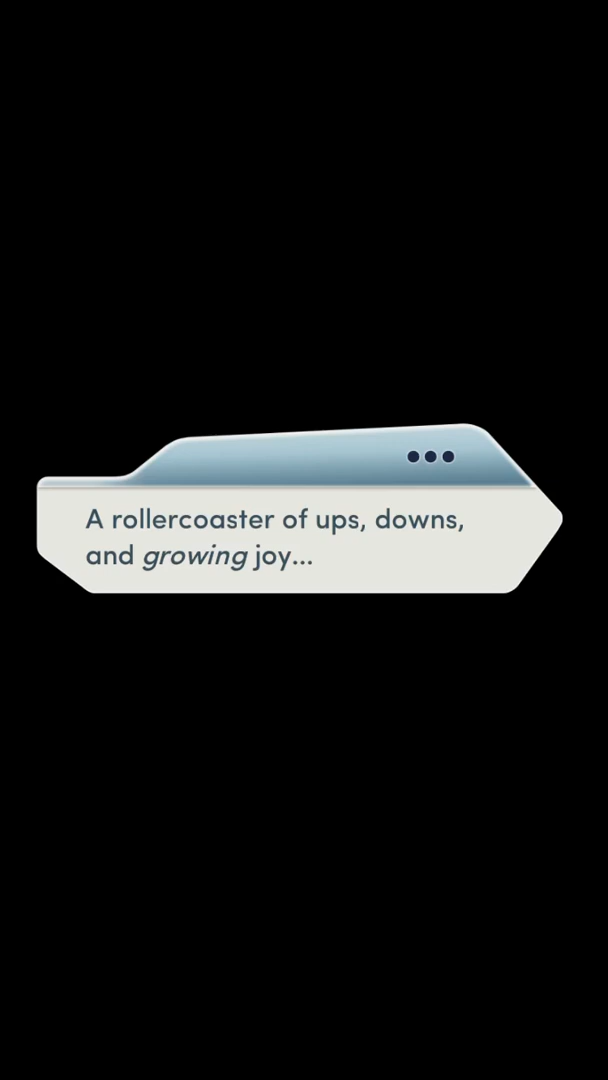 A rollercoaster of ups, downs,
and growing joy...